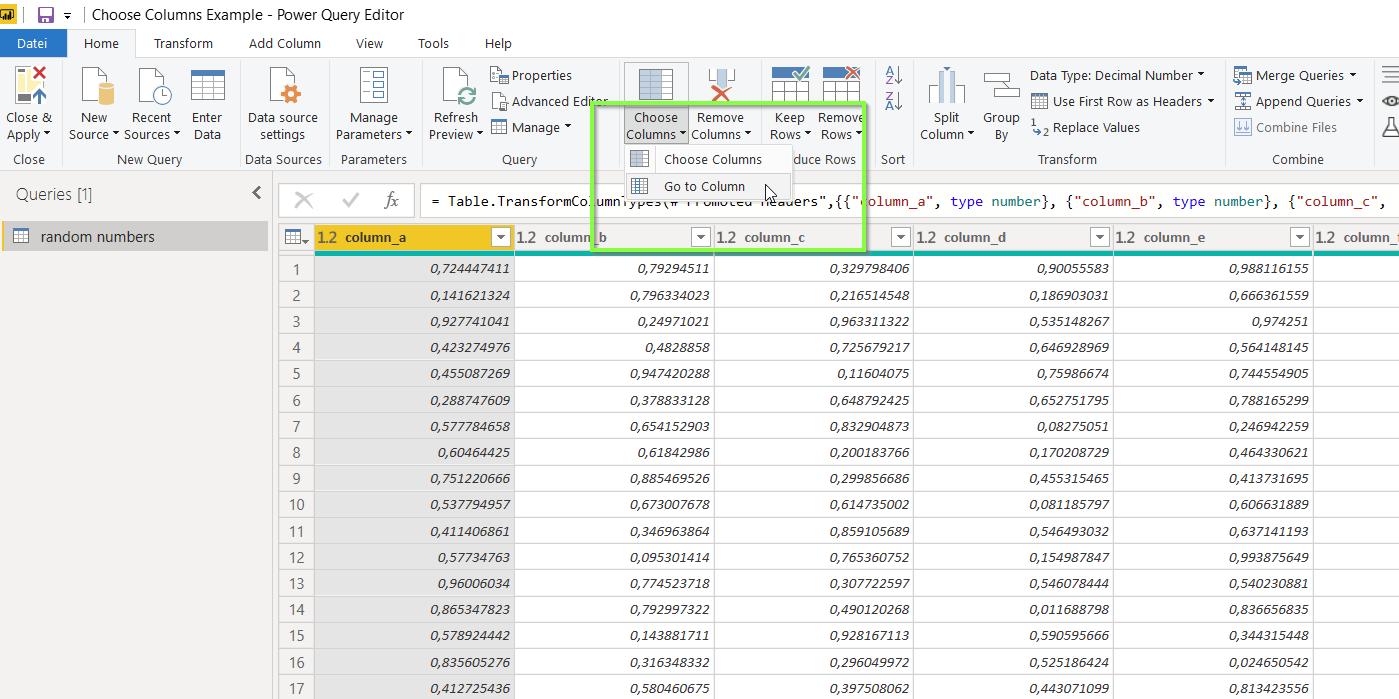 Choose Columns Example - Power Query Editor
Datei Home Transform Add Column View Tools Help
Close & Apply
New Source
Recent Sources
Enter Data
Data source settings
Manage Parameters
Refresh Preview
Properties
Advanced Editor
Manage
Choose Columns
Remove Columns
Keep Rows
Remove Rows
Split Column
Group By
Data Type: Decimal Number
Use First Row as Headers
Replace Values
Merge Queries
Append Queries
Combine Files
Close New Query Data Sources Parameters Query duce Rows Sort Transform Combine
Choose Columns
Go to Column
Queries [1]
random numbers
= Table.TransformColumnTypes(#"Promoted Headers",{{"column_a", type number}, {"column_b", type number}, {"column_c",
1.2 column_a 1.2 column_b 1.2 column_c 1.2 column_d 1.2 column_e 1.2 column_
1 0,724447411 0,79294511 0,329798406 0,90055583 0,988116155
2 0,141621324 0,796334023 0,216514548 0,186903031 0,666361559
3 0,927741041 0,24971021 0,963311322 0,535148267 0,974251
4 0,423274976 0,4828858 0,725679217 0,646928969 0,564148145
5 0,455087269 0,947420288 0,11604075 0,75986674 0,744554905
6 0,288747609 0,378833128 0,648792425 0,652751795 0,788165299
7 0,577784658 0,654152903 0,832904873 0,08275051 0,246942259
8 0,60464425 0,61842986 0,200183766 0,170208729 0,464330621
9 0,751220666 0,885469526 0,299856686 0,455315465 0,413731695
10 0,537794957 0,673007678 0,614735002 0,081185797 0,606631889
11 0,411406861 0,346963864 0,859105689 0,546493032 0,637141193
12 0,57734763 0,095301414 0,765360752 0,154987847 0,993875649
13 0,96006034 0,774523718 0,307722597 0,546078444 0,540230881
14 0,865347823 0,792997322 0,490120268 0,011688798 0,836656835
15 0,578924442 0,143881711 0,928167113 0,590595666 0,344315448
16 0,835605276 0,316348332 0,296049972 0,525186424 0,024650542
17 0,412725436 0,580460675 0,397508062 0,443071099 0,813423556